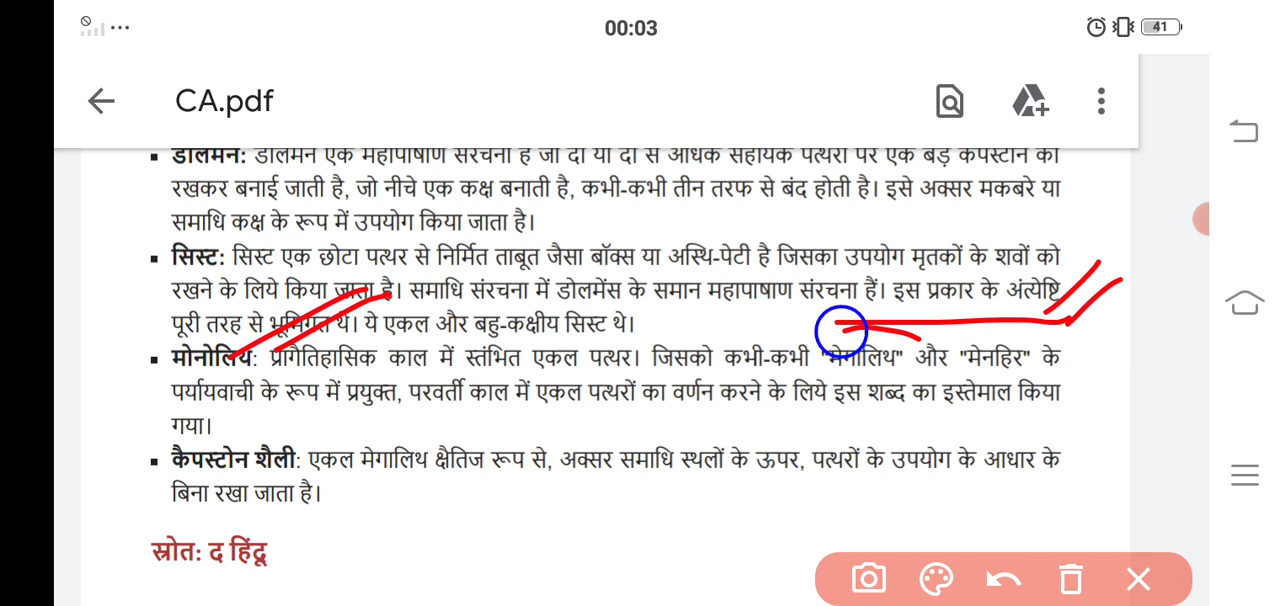 00:03
41
CA.pdf
डॉलमेन: डॉलमेन एक महापाषाण संरचना है जो दो या दो से अधिक सहायक पत्थरों पर एक बड़े कैपस्टोन को
रखकर बनाई जाती है, जो नीचे एक कक्ष बनाती है, कभी-कभी तीन तरफ से बंद होती है। इसे अक्सर मकबरे या
समाधि कक्ष के रूप में उपयोग किया जाता है।
सिस्ट: सिस्ट एक छोटा पत्थर से निर्मित ताबूत जैसा बॉक्स या अस्थि-पेटी है जिसका उपयोग मृतकों के शवों को
रखने के लिये किया जाता है। समाधि संरचना में डोलमेंस के समान महापाषाण संरचना हैं। इस प्रकार के अंत्येष्टि
पूरी तरह से भूमिगत थे। ये एकल और बहु-कक्षीय सिस्ट थे।
मोनोलिथ: प्रागैतिहासिक काल में स्तंभित एकल पत्थर। जिसको कभी-कभी "मेगालिथ" और "मेनहिर" के
पर्यायवाची के रूप में प्रयुक्त, परवर्ती काल में एकल पत्थरों का वर्णन करने के लिये इस शब्द का इस्तेमाल किया
गया।
कैपस्टोन शैली: एकल मेगालिथ क्षैतिज रूप से, अक्सर समाधि स्थलों के ऊपर, पत्थरों के उपयोग के आधार के
बिना रखा जाता है।
स्रोत: द हिंदू